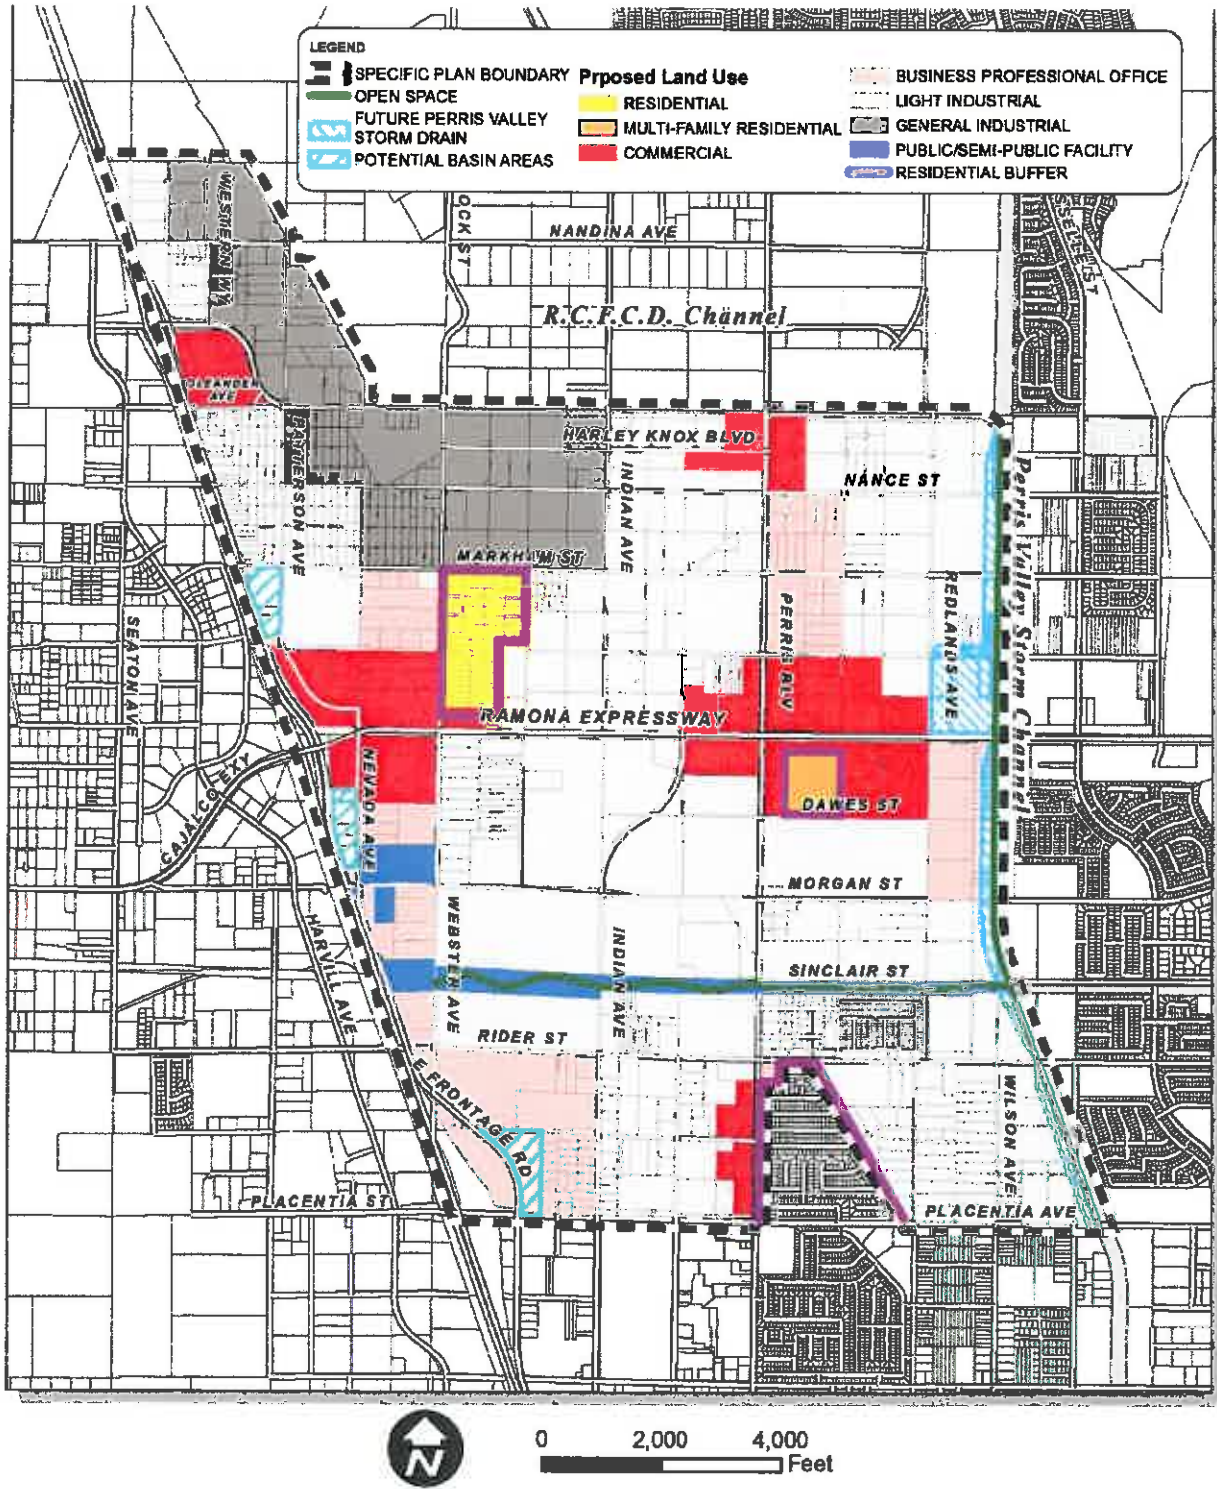 LEGEND
SPECIFIC PLAN BOUNDARY
OPEN SPACE
FUTURE PERRIS VALLEY
STORM DRAIN
POTENTIAL BASIN AREAS
Prposed Land Use
RESIDENTIAL
MULTI-FAMILY RESIDENTIAL
COMMERCIAL
BUSINESS PROFESSIONAL OFFICE
LIGHT INDUSTRIAL
GENERAL INDUSTRIAL
PUBLIC/SEMI-PUBLIC FACILITY
RESIDENTIAL BUFFER
WESTERN WY
OCK ST
NANDINA AVE
R.C.F.C.D. Channel
OLEANDER
AVE
PATTERSON AVE
HARLEY KNOX BLVD
INDIAN AVE
NANCE ST
Perris Valley Storm Channel
MARKHAM ST
SEATON AVE
PERRIS BLV
REDLANDS AVE
RAMONA EXPRESSWAY
CAJALCO EXY
NEVADA AVE
DAWES ST
MORGAN ST
HARVILL AVE
WEBSTER AVE
INDIAN AVE
SINCLAIR ST
RIDER ST
E FRONTAGE RD
WILSON AVE
PLACENTIA ST
PLACENTIA AVE
N
0 2,000 4,000
Feet